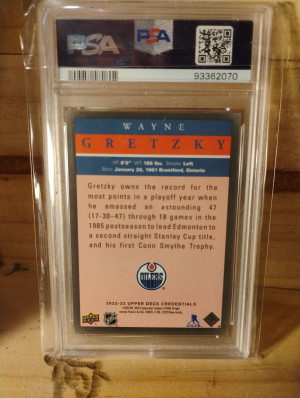 PSA
PSA
93362070
WAYNE
GRETZKY
HT 6'0" WT 185 lbs. Shoots: Left
Born: January 26, 1961 Brantford, Ontario
Gretzky owns the record for the
most points in a playoff year when
he amassed an astounding 47
(17-30-47) through 18 games in the
1985 postseason to lead Edmonton to
a second straight Stanley Cup title,
and his first Conn Smythe Trophy.
OILERS
2022-23 UPPER DECK CREDENTIALS
NHL